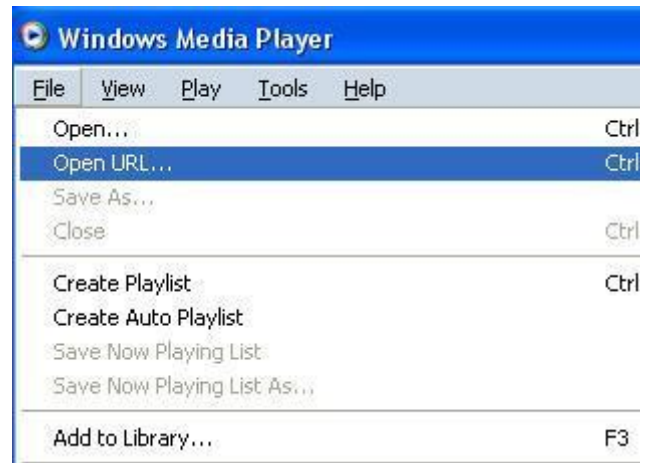 Windows Media Player
File View Play Tools Help
Open... Ctrl
Open URL... Ctrl
Save As...
Close Ctrl
Create Playlist Ctrl
Create Auto Playlist
Save Now Playing List
Save Now Playing List As...
Add to Library... F3